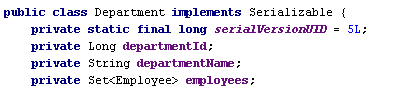 public class Department implements Serializable {
    private static final long serialVersionUID = 5L;
    private Long departmentId;
    private String departmentName;
    private Set<Employee> employees;